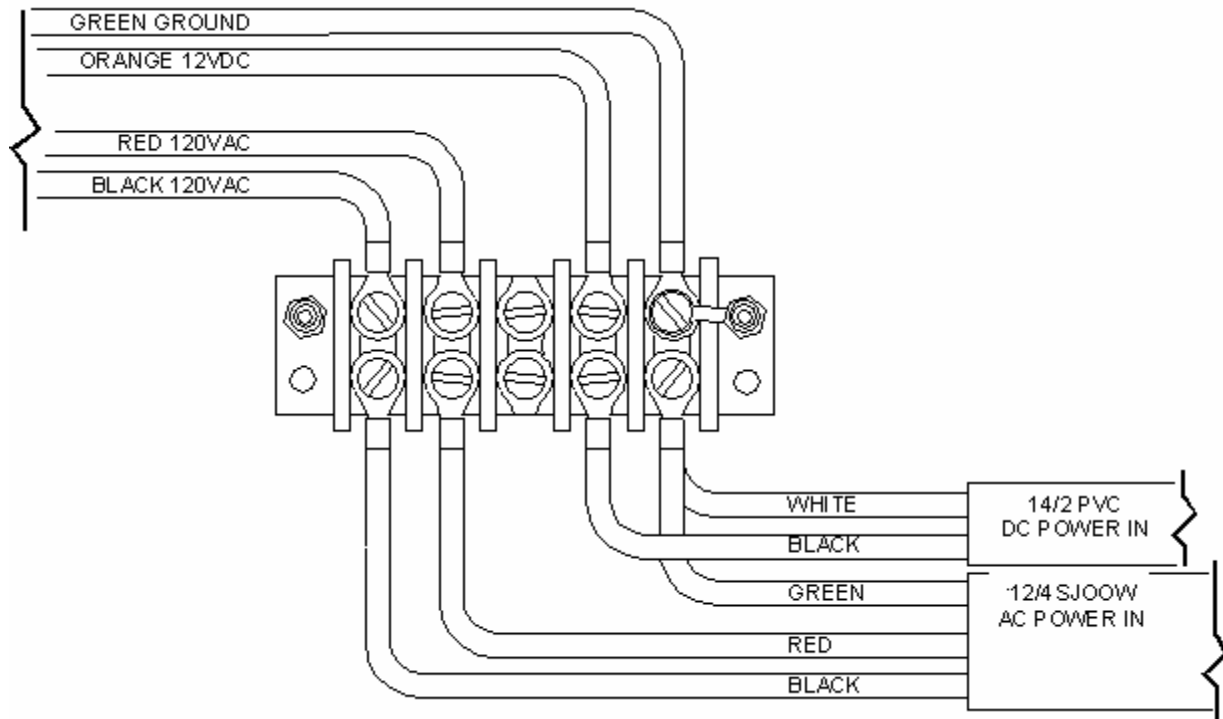 GREEN GROUND
ORANGE 12VDC
RED 120VAC
BLACK 120VAC
WHITE
BLACK
14/2 PVC
DC POWER IN
GREEN
RED
BLACK
12/4 SJOOW
AC POWER IN